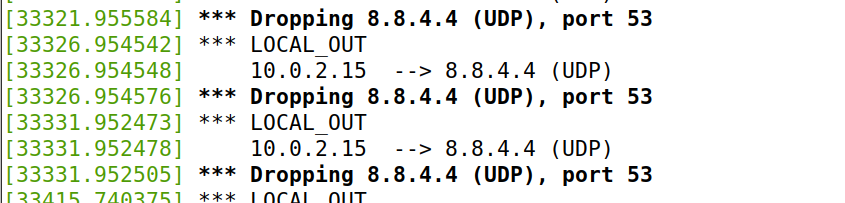 [33321.955584] *** Dropping 8.8.4.4 (UDP), port 53
[33326.954542] *** LOCAL_OUT
[33326.954548]     10.0.2.15  --> 8.8.4.4 (UDP)
[33326.954576] *** Dropping 8.8.4.4 (UDP), port 53
[33331.952473] *** LOCAL_OUT
[33331.952478]     10.0.2.15  --> 8.8.4.4 (UDP)
[33331.952505] *** Dropping 8.8.4.4 (UDP), port 53
[33415.740375] *** LOCAL_OUT